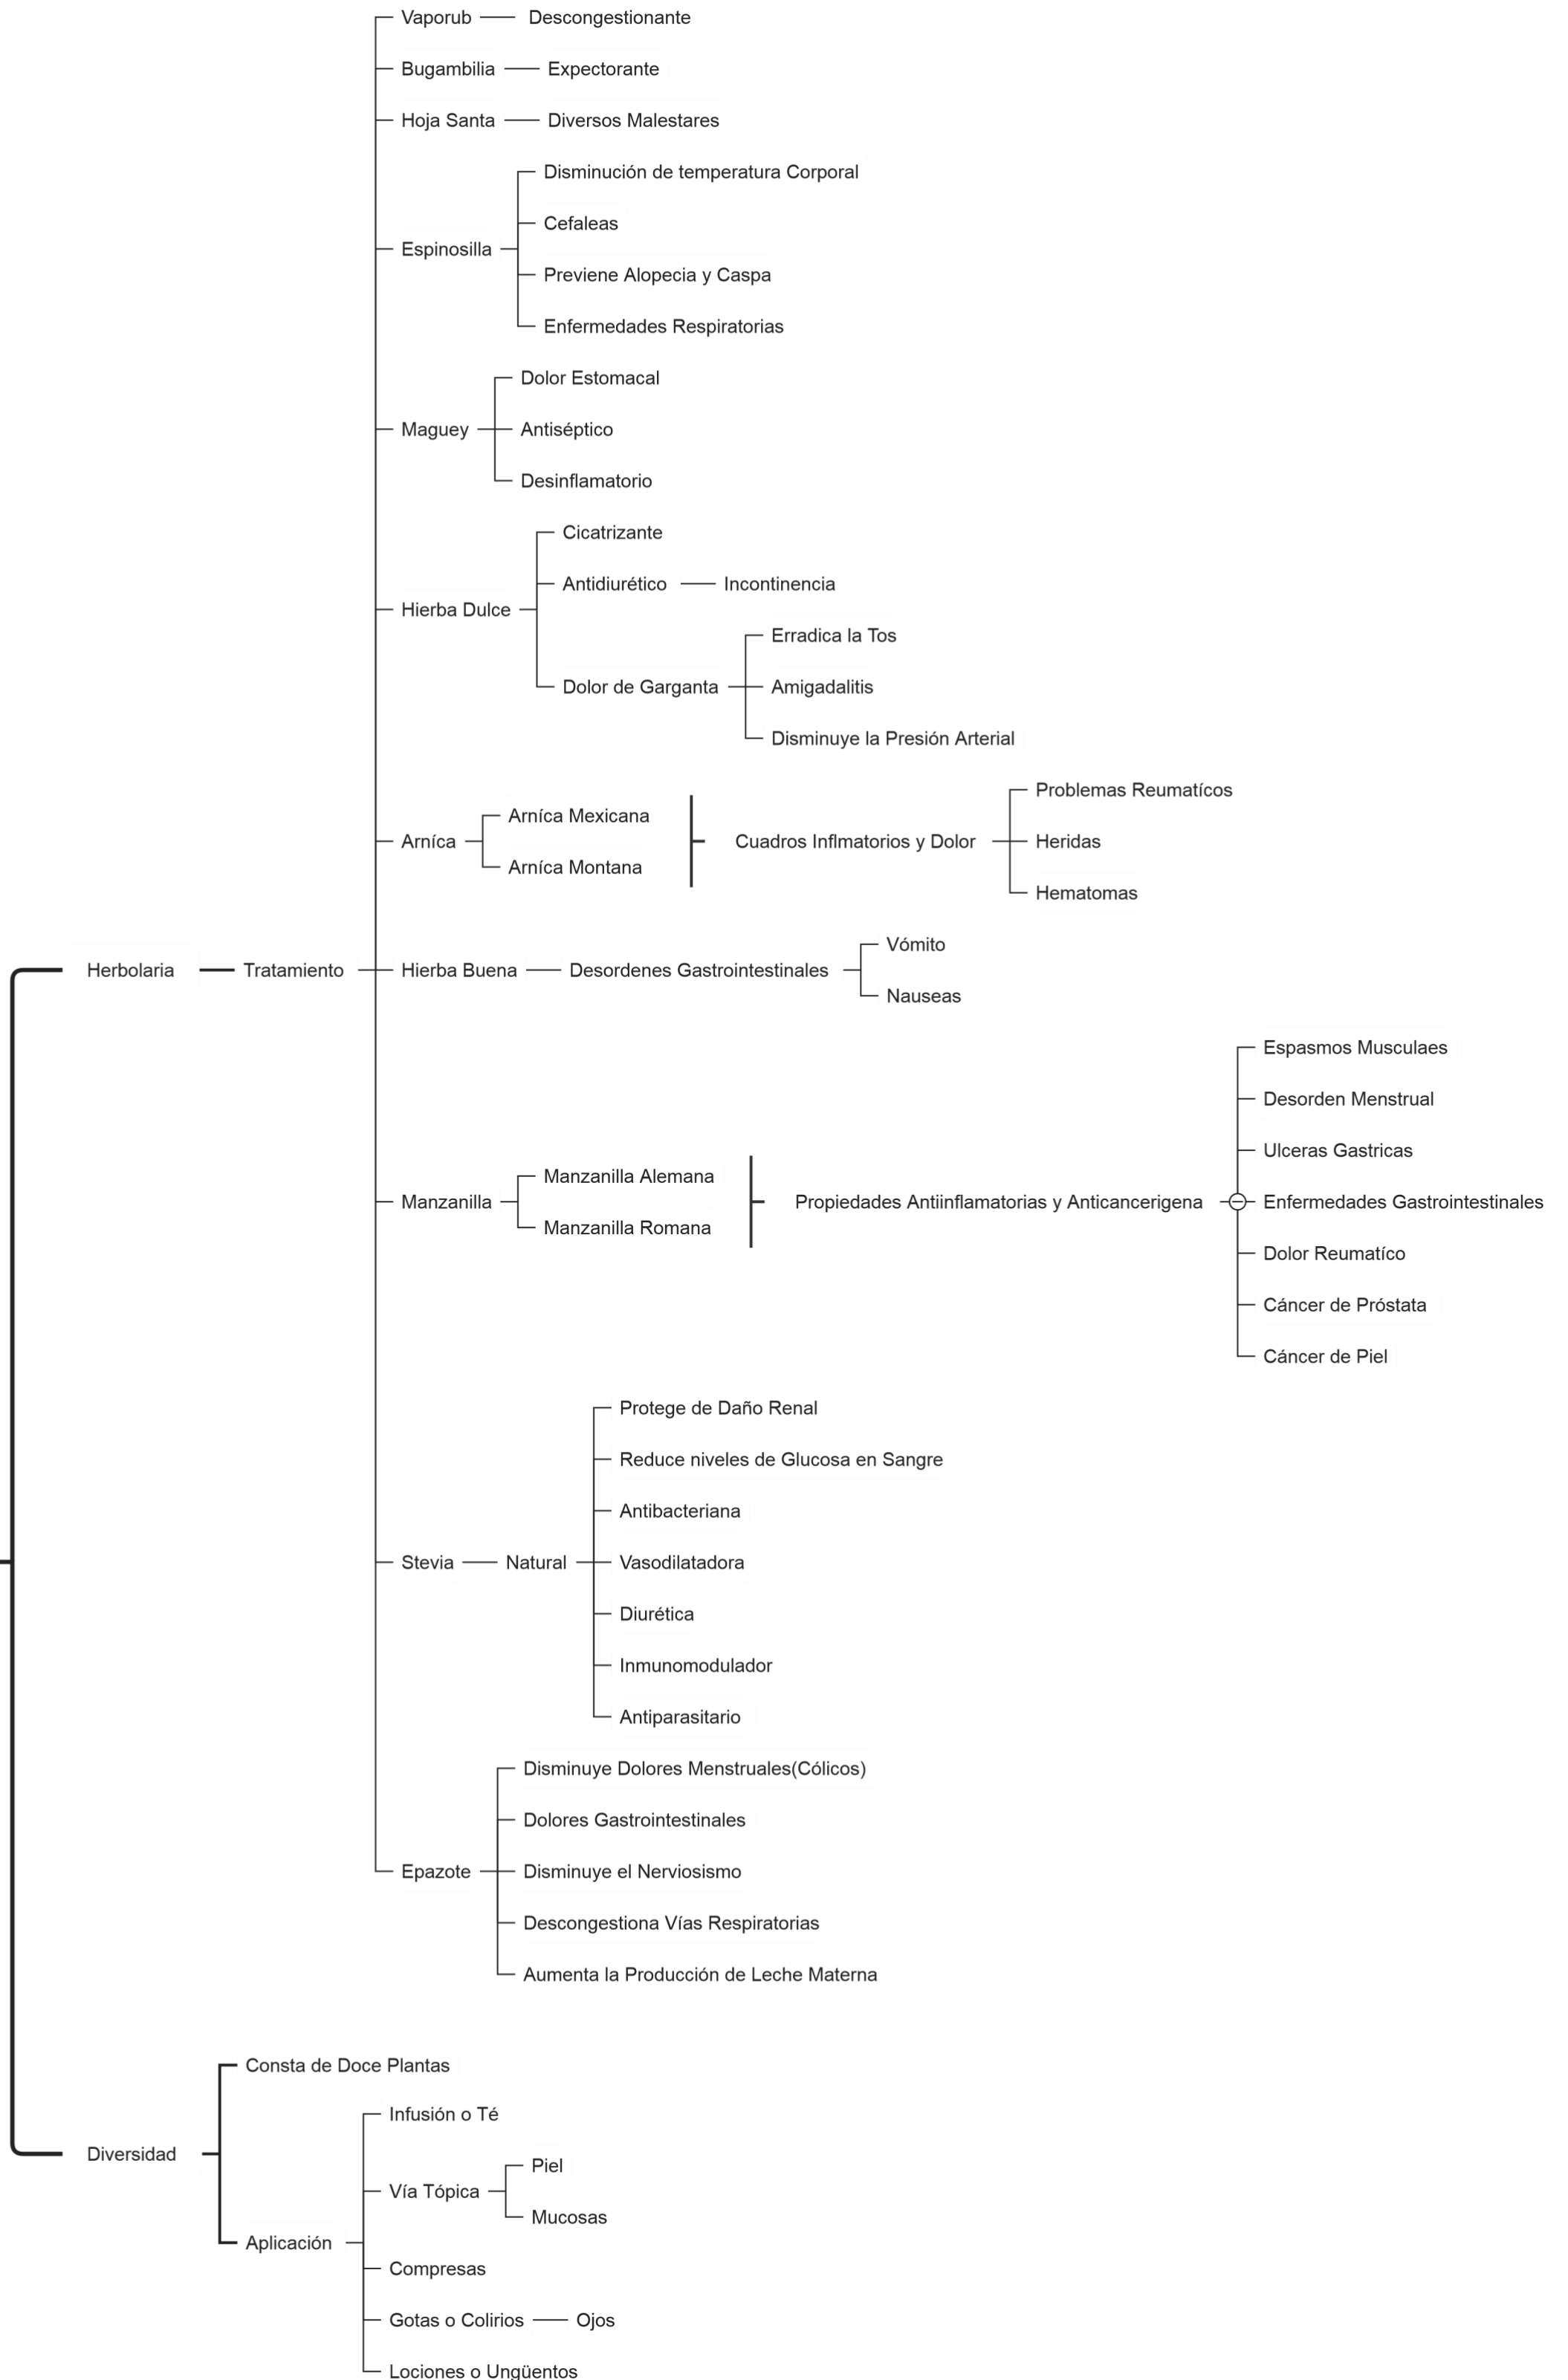 Vaporub
Descongestionante
Bugambilia
Expectorante
Hoja Santa
Diversos Malestares
Espinosilla
Disminución de temperatura Corporal
Cefaleas
Previene Alopecia y Caspa
Enfermedades Respiratorias
Maguey
Dolor Estomacal
Antiséptico
Desinflamatorio
Hierba Dulce
Cicatrizante
Antidiurético
Incontinencia
Dolor de Garganta
Erradica la Tos
Amigadalitis
Disminuye la Presión Arterial
Arníca
Arníca Mexicana
Arníca Montana
Cuadros Inflmatorios y Dolor
Problemas Reumatícos
Heridas
Hematomas
Herbolaria
Tratamiento
Hierba Buena
Desordenes Gastrointestinales
Vómito
Nauseas
Manzanilla
Manzanilla Alemana
Manzanilla Romana
Propiedades Antiinflamatorias y Anticancerigena
Espasmos Musculaes
Desorden Menstrual
Ulceras Gastricas
Enfermedades Gastrointestinales
Dolor Reumatíco
Cáncer de Próstata
Cáncer de Piel
Stevia
Natural
Protege de Daño Renal
Reduce niveles de Glucosa en Sangre
Antibacteriana
Vasodilatadora
Diurética
Inmunomodulador
Antiparasitario
Epazote
Disminuye Dolores Menstruales(Cólicos)
Dolores Gastrointestinales
Disminuye el Nerviosismo
Descongestiona Vías Respiratorias
Aumenta la Producción de Leche Materna
Diversidad
Consta de Doce Plantas
Aplicación
Infusión o Té
Vía Tópica
Piel
Mucosas
Compresas
Gotas o Colirios
Ojos
Lociones o Ungüentos